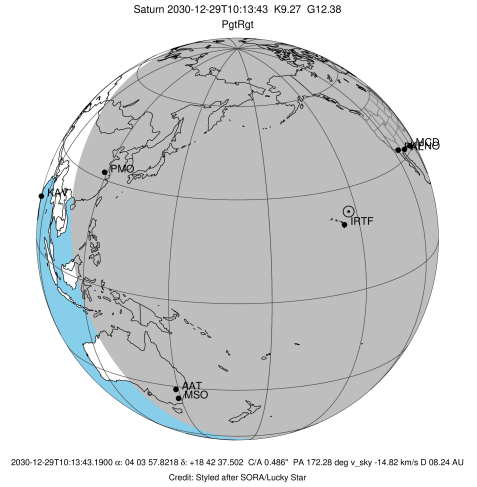 Saturn 2030-12-29T10:13:43 K9.27 G12.38
PgtRgt
MCD
KAV
PMO
IRTF
AAT
MSO
2030-12-29T10:13:43.1900 α: 04 03 57.8218 δ: +18 42 37.502 C/A 0.486" PA 172.28 deg v_sky -14.82 km/s D 08.24 AU
Credit: Styled after SORA/Lucky Star